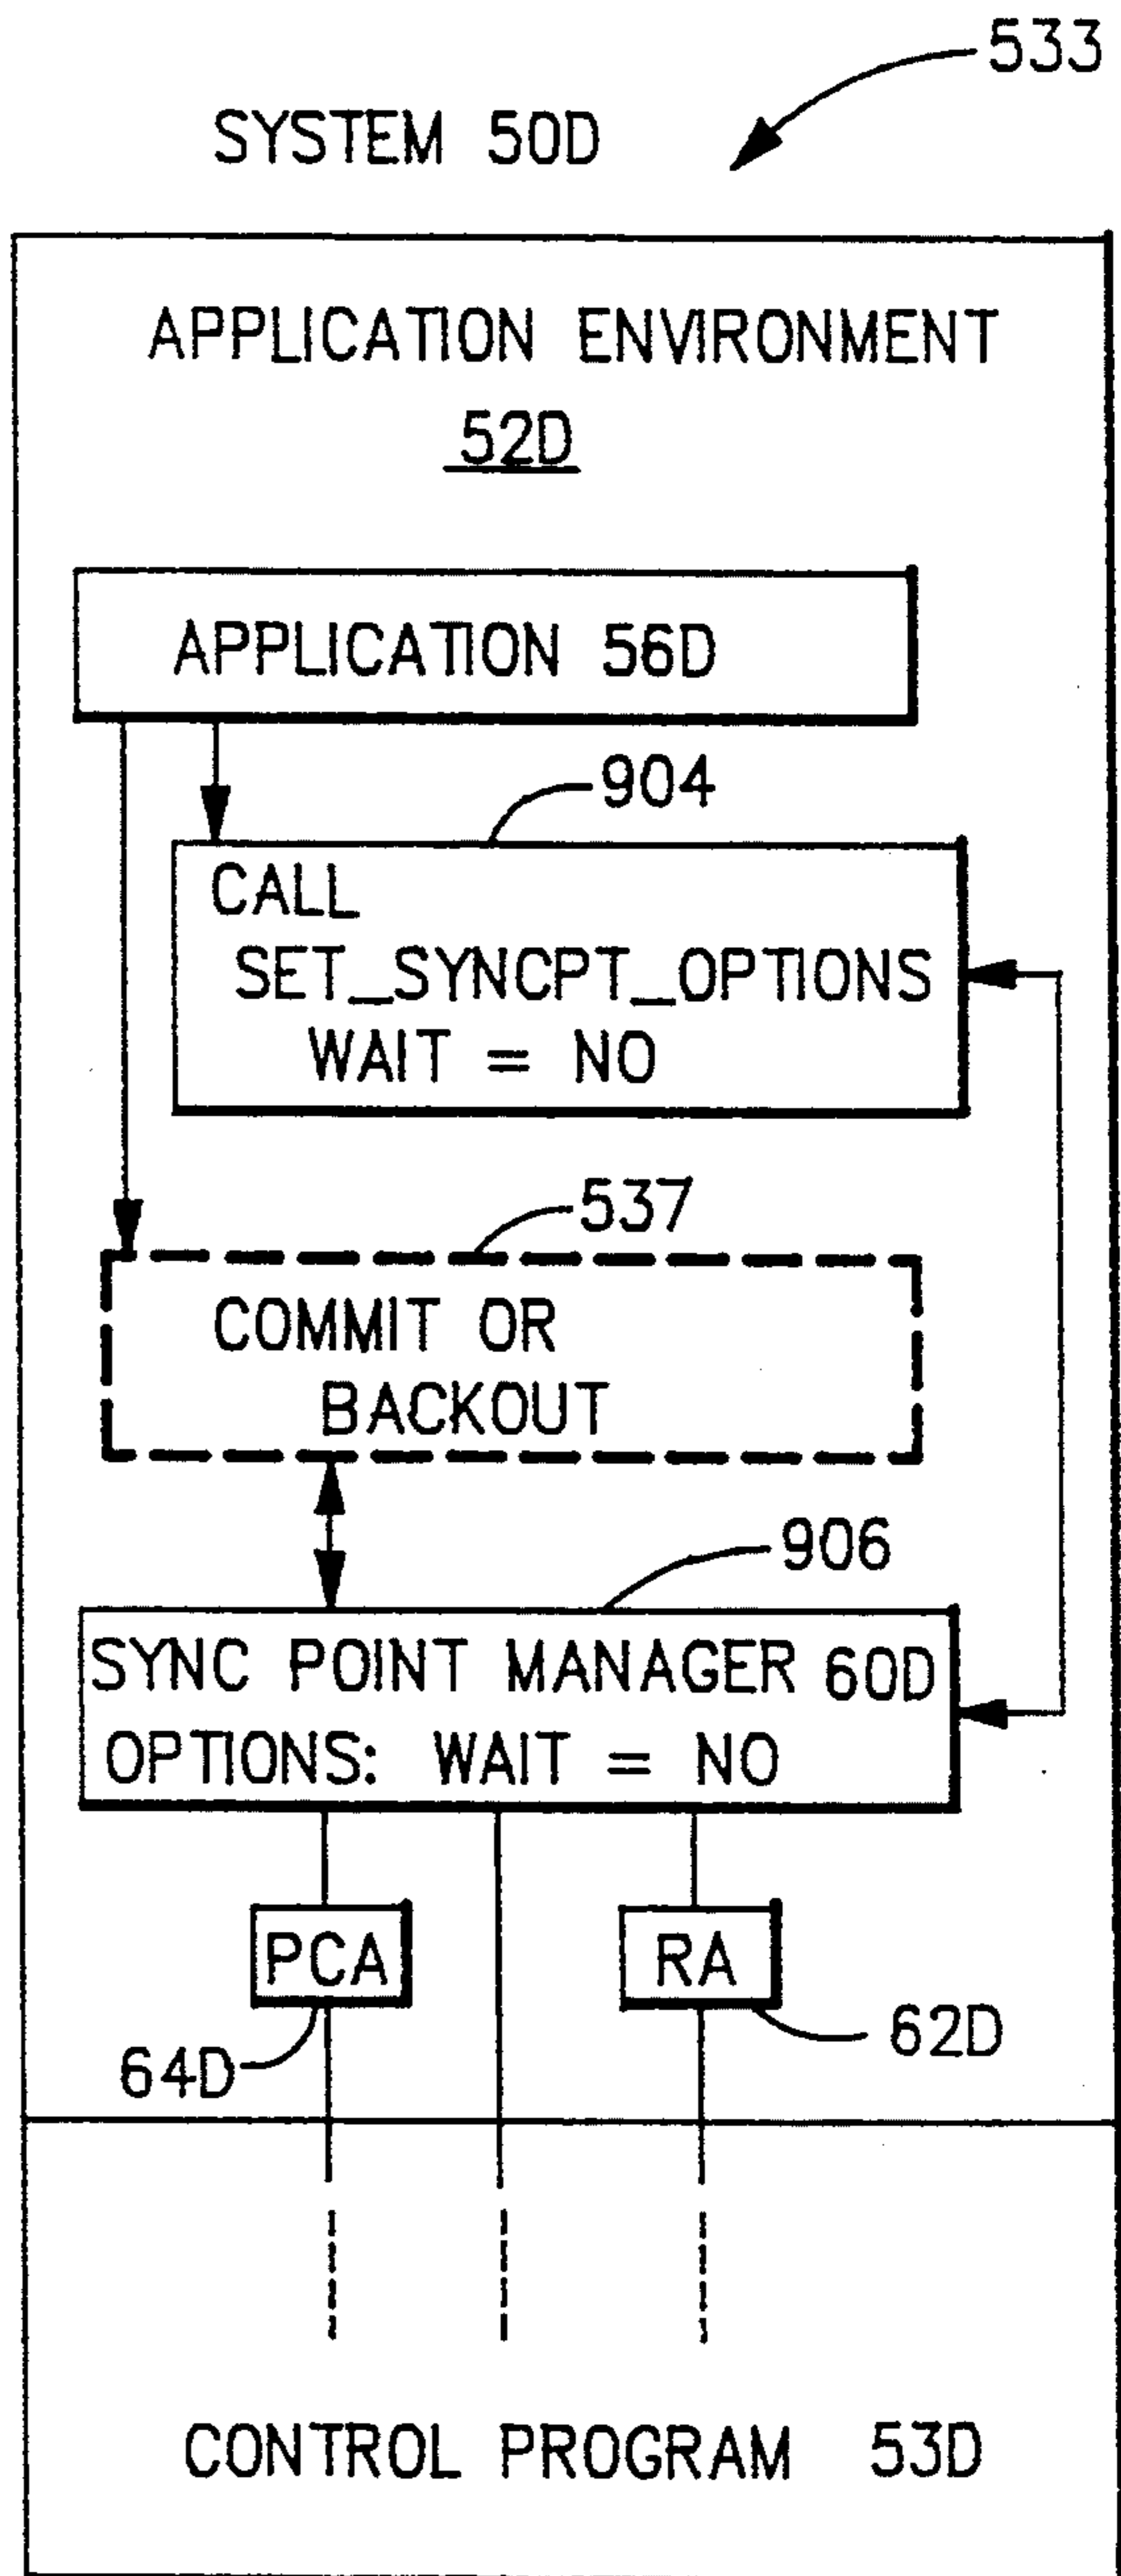 533
SYSTEM 50D
APPLICATION ENVIRONMENT
52D
APPLICATION 56D
904
CALL
SET_SYNCPT_OPTIONS
WAIT = NO
537
COMMIT OR
BACKOUT
906
SYNC POINT MANAGER 60D
OPTIONS: WAIT = NO
PCA
RA
64D
62D
CONTROL PROGRAM 53D